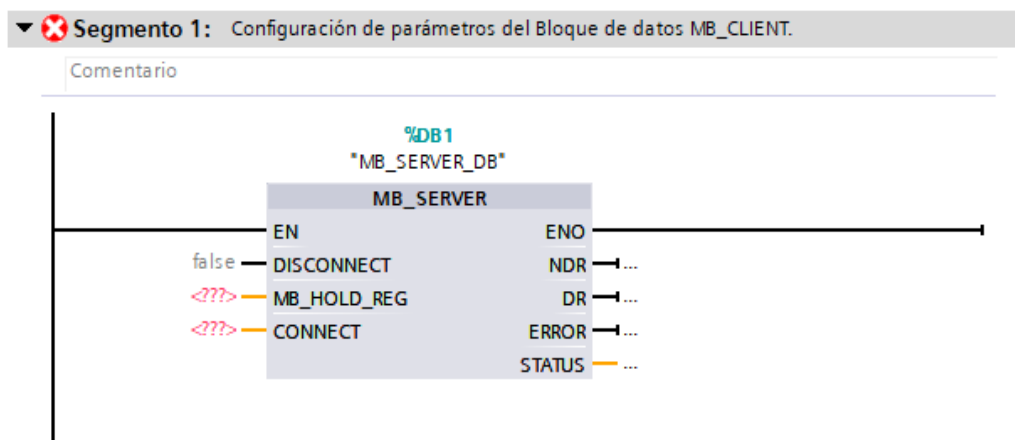 Segmento 1: Configuración de parámetros del Bloque de datos MB_CLIENT.
Comentario
%DB1
"MB_SERVER_DB"
MB_SERVER
EN ENO
false DISCONNECT NDR ...
<???> MB_HOLD_REG DR ...
<???> CONNECT ERROR ...
STATUS ...